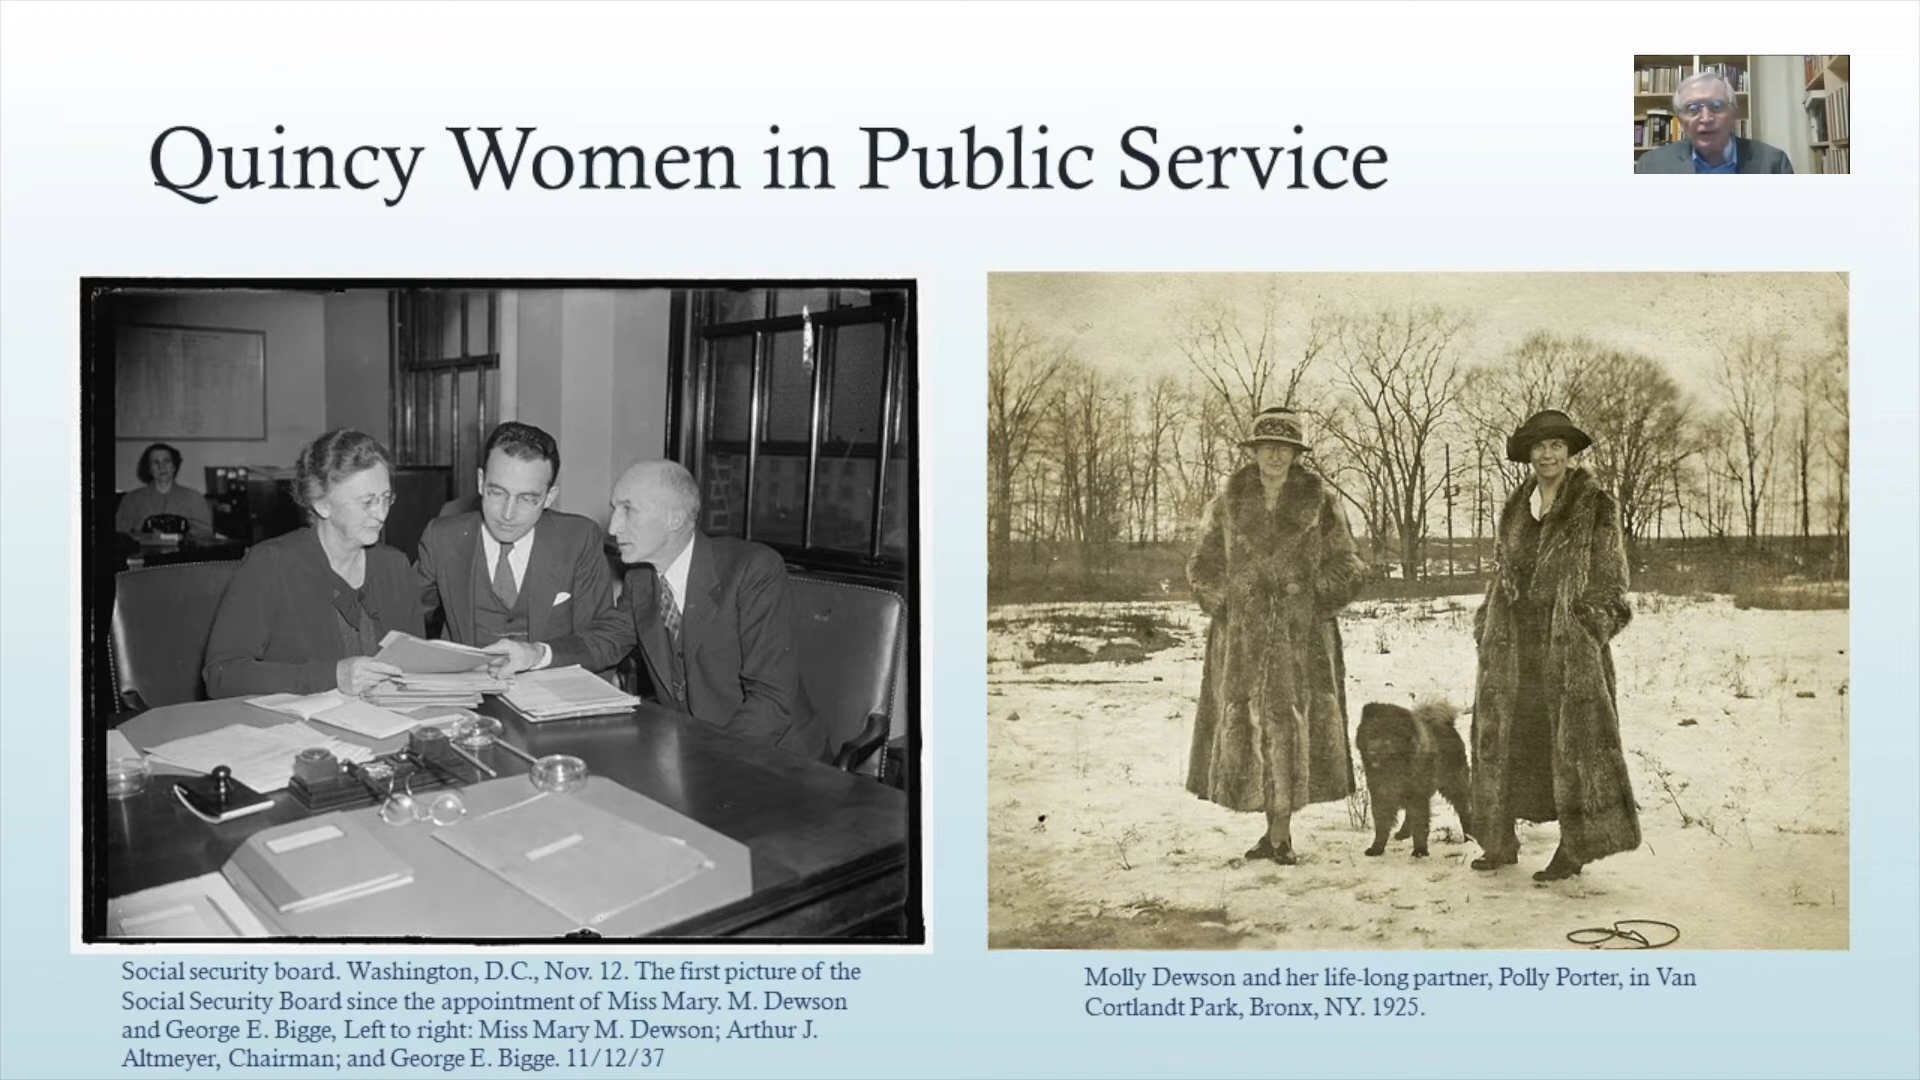 Quincy Women in Public Service
Social security board. Washington, D.C., Nov. 12. The first picture of the
Social Security Board since the appointment of Miss Mary. M. Dewson
and George E. Bigge, Left to right: Miss Mary M. Dewson; Arthur J.
Altmeyer, Chairman; and George E. Bigge. 11/12/37
Molly Dewson and her life-long partner, Polly Porter, in Van
Cortlandt Park, Bronx, NY. 1925.